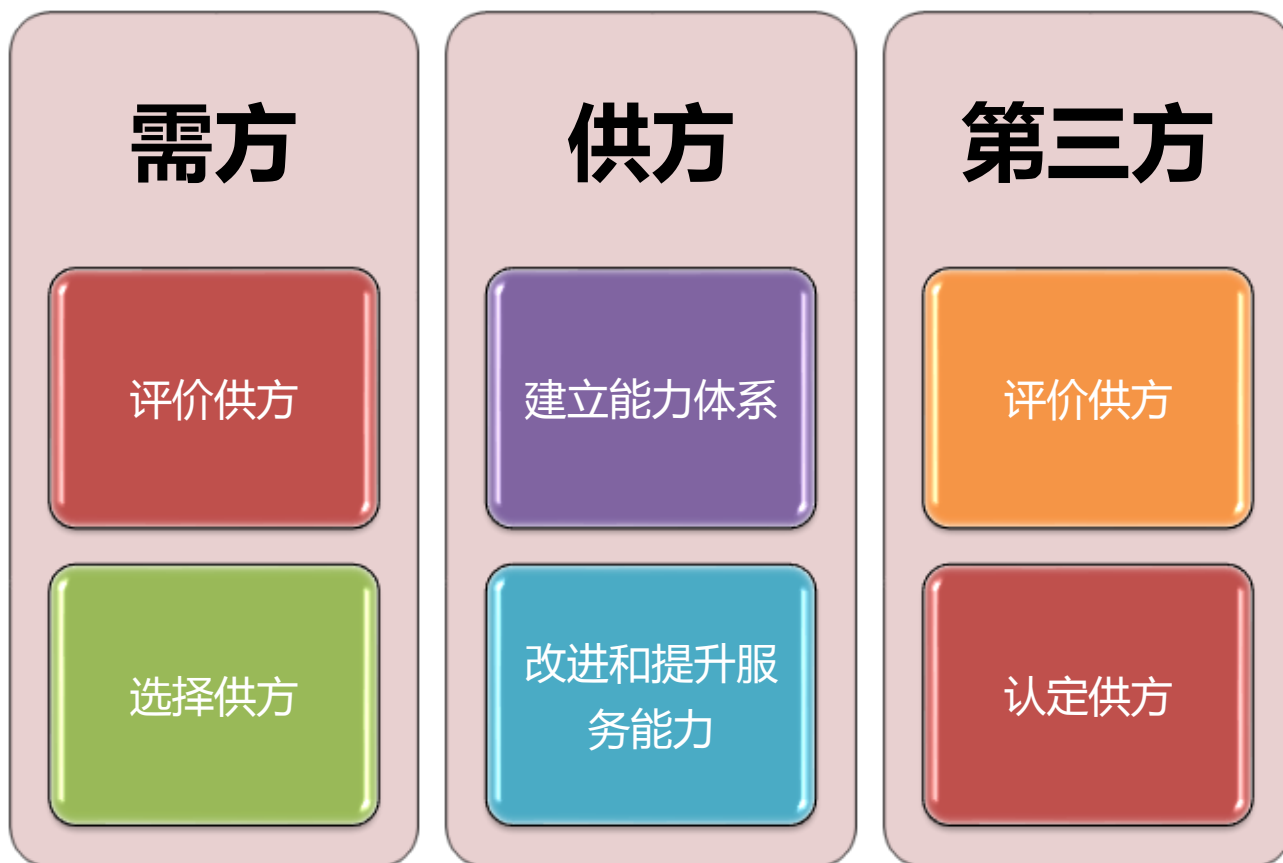 需方
评价供方
选择供方
供方
建立能力体系
改进和提升服
务能力
第三方
评价供方
认定供方